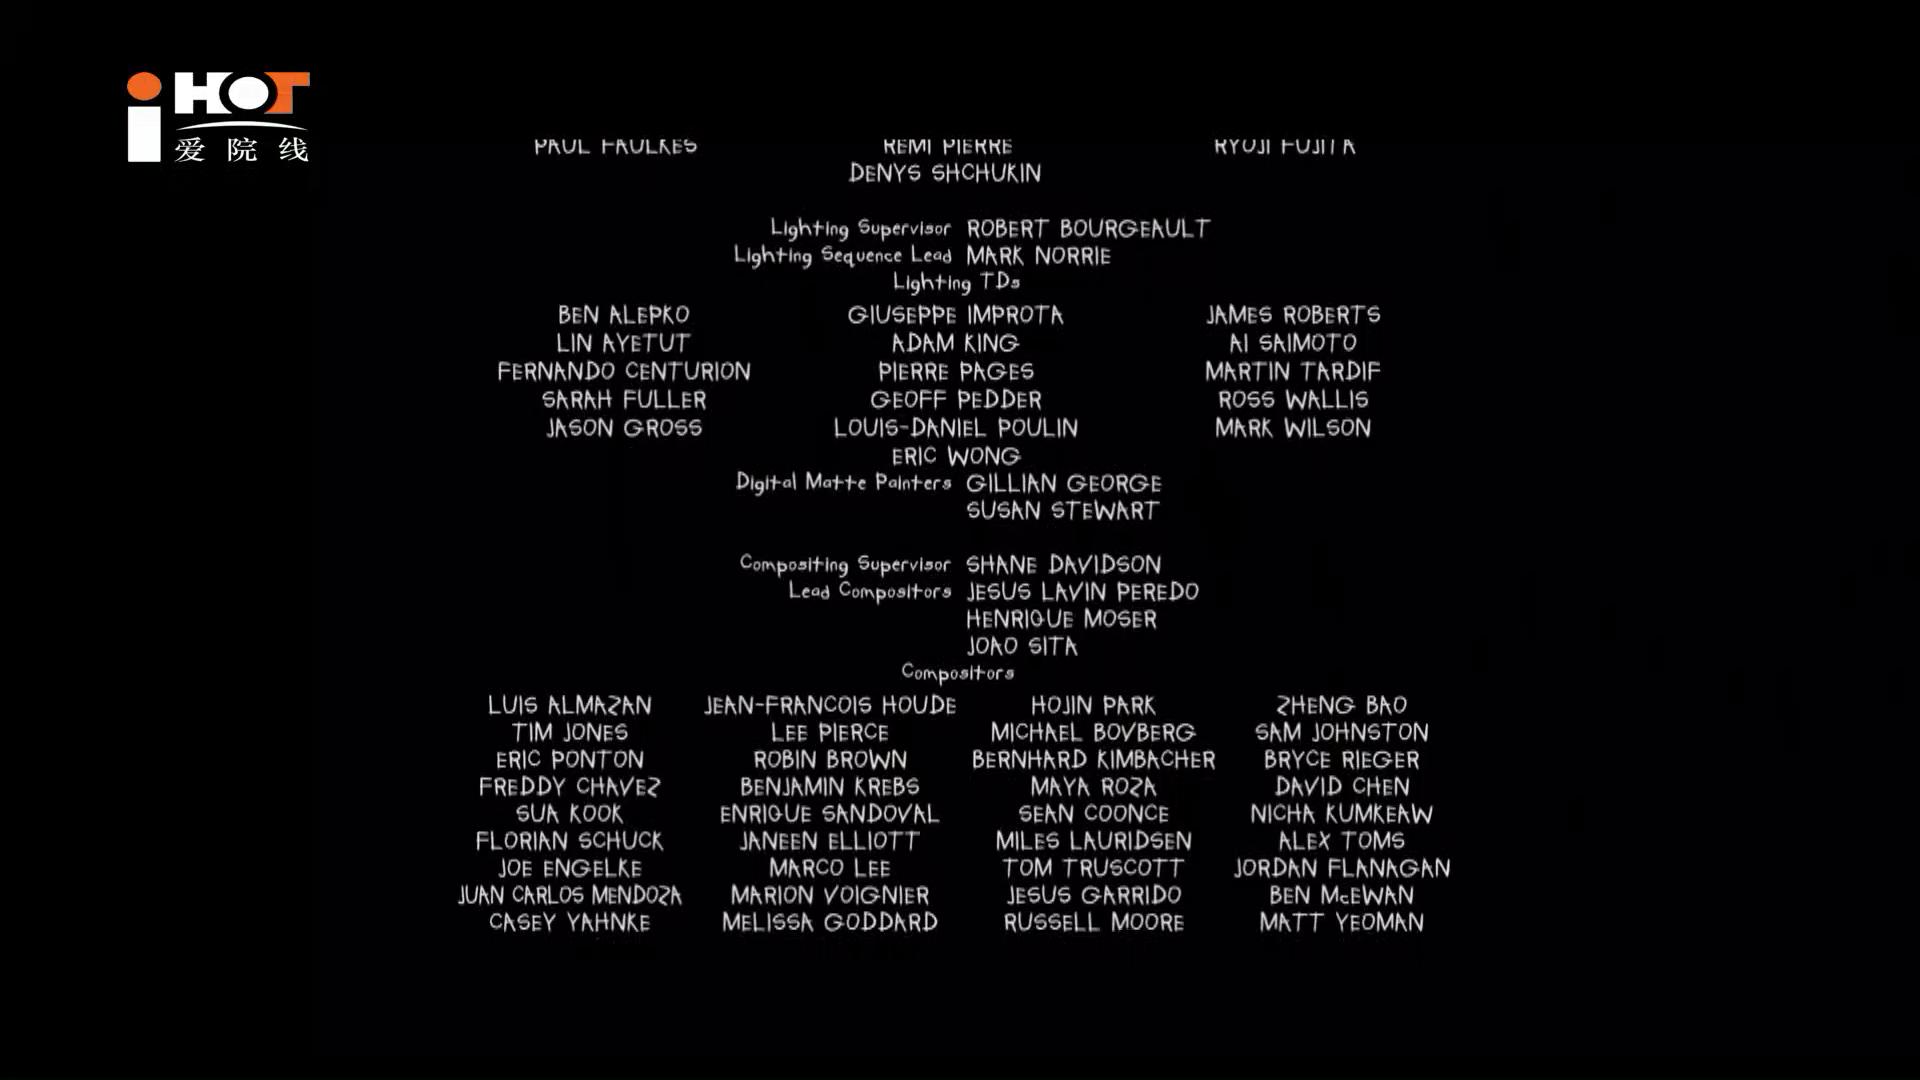 iHOT
爱院线
PAUL FAULKES REMI PIERRE RYUJI FUJITA
DENYS SHCHUKIN
Lighting Supervisor ROBERT BOURGEAULT
Lighting Sequence Lead MARK NORRIE
Lighting TDs
BEN ALEPKO GIUSEPPE IMPROTA JAMES ROBERTS
LIN AYETUT ADAM KING AI SAIMOTO
FERNANDO CENTURION PIERRE PAGES MARTIN TARDIF
SARAH FULLER GEOFF PEDDER ROSS WALLIS
JASON GROSS LOUIS-DANIEL POULIN MARK WILSON
ERIC WONG
Digital Matte Painters GILLIAN GEORGE
SUSAN STEWART
Compositing Supervisor SHANE DAVIDSON
Lead Compositors JESUS LAVIN PEREDO
HENRIQUE MOSER
JOAO SITA
Compositors
LUIS ALMAZAN JEAN-FRANCOIS HOUDE HOJIN PARK ZHENG BAO
TIM JONES LEE PIERCE MICHAEL BOVBERG SAM JOHNSTON
ERIC PONTON ROBIN BROWN BERNHARD KIMBACHER BRYCE RIEGER
FREDDY CHAVEZ BENJAMIN KREBS MAYA ROZA DAVID CHEN
SUA KOOK ENRIQUE SANDOVAL SEAN COONCE NICHA KUMKEAW
FLORIAN SCHUCK JANEEN ELLIOTT MILES LAURIDSEN ALEX TOMS
JOE ENGELKE MARCO LEE TOM TRUSCOTT JORDAN FLANAGAN
JUAN CARLOS MENDOZA MARION VOIGNIER JESUS GARRIDO BEN McEWAN
CASEY YAHNKE MELISSA GODDARD RUSSELL MOORE MATT YEOMAN